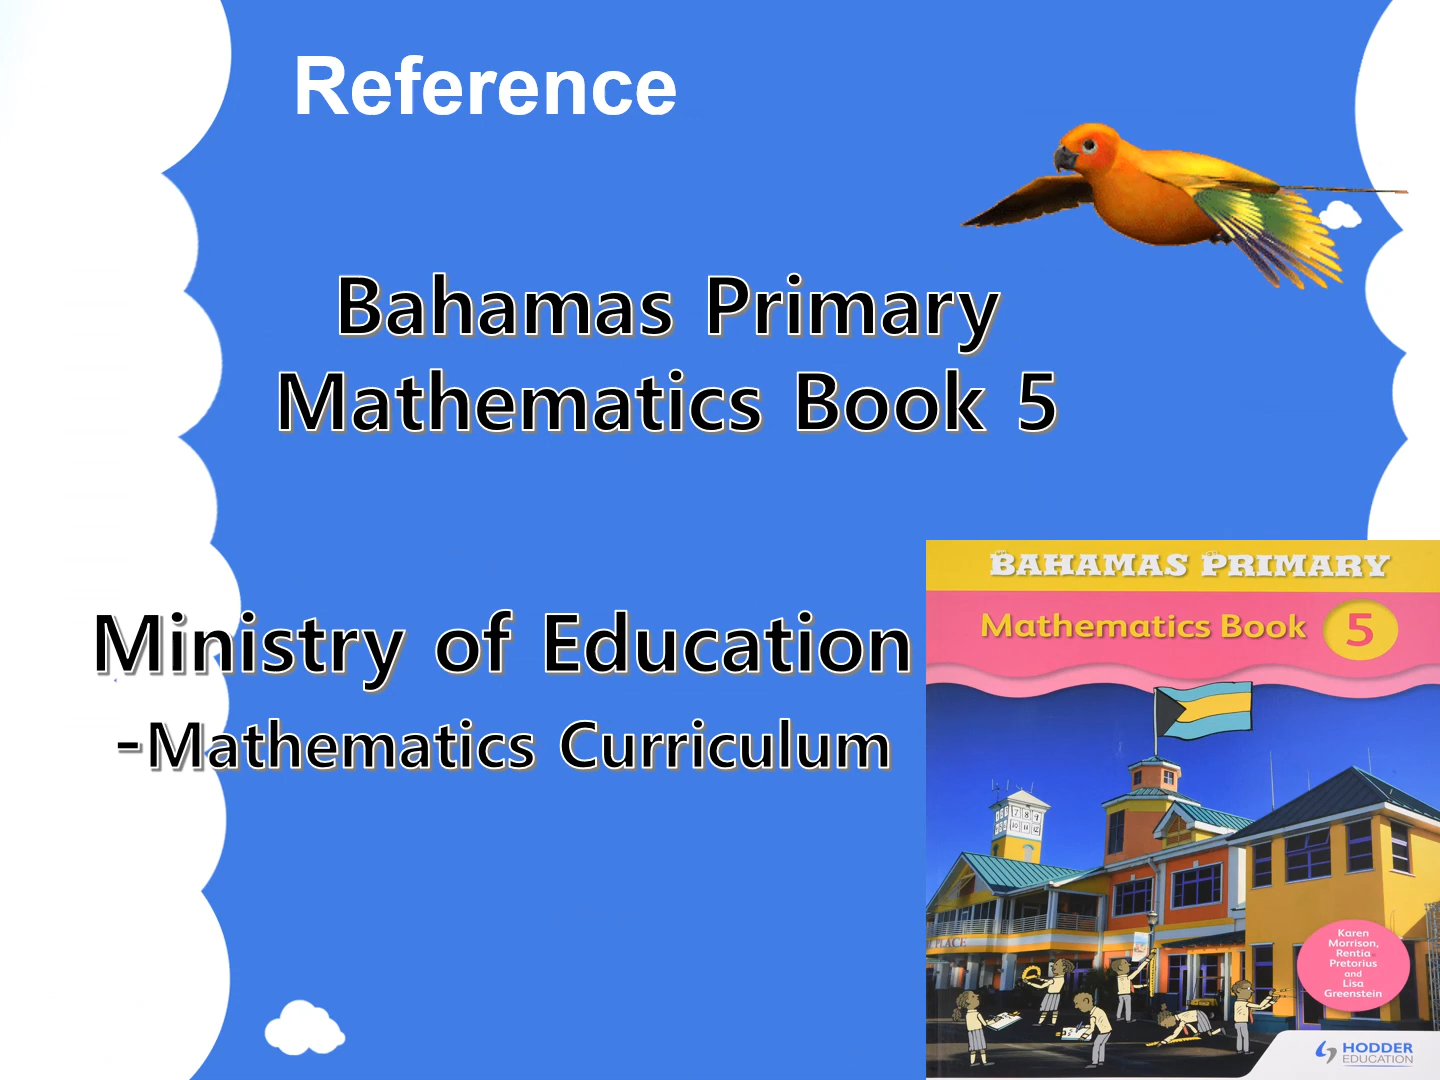 Reference
Bahamas Primary
Mathematics Book 5
Ministry of Education
-Mathematics Curriculum
BAHAMAS PRIMARY
Mathematics Book 5
PLACE
Karen
Morrison,
Rentia
Pretorius
and
Lisa
Greenstein
HODDER
EDUCATION